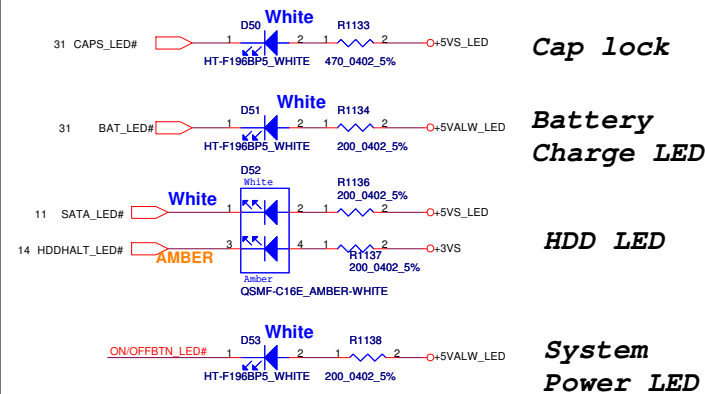 White
D50 R1133
31 CAPS_LED# 1 2 1 2 +5VS_LED Cap lock
HT-F196BP5_WHITE 470_0402_5%
White
D51 R1134
31 BAT_LED# 1 2 1 2 +5VALW_LED Battery
HT-F196BP5_WHITE 200_0402_5% Charge LED
D52
White R1136
200_0402_5%
White
11 SATA_LED# 1 2 1 2 +5VS_LED
HDD LED
14 HDDHALT_LED# 3 4 1 2 +3VS
AMBER R1137
200_0402_5%
Amber
QSMF-C16E_AMBER-WHITE
White
D53 R1138
ON/OFFBTN_LED# 1 2 1 2 +5VALW_LED System
HT-F196BP5_WHITE 200_0402_5% Power LED